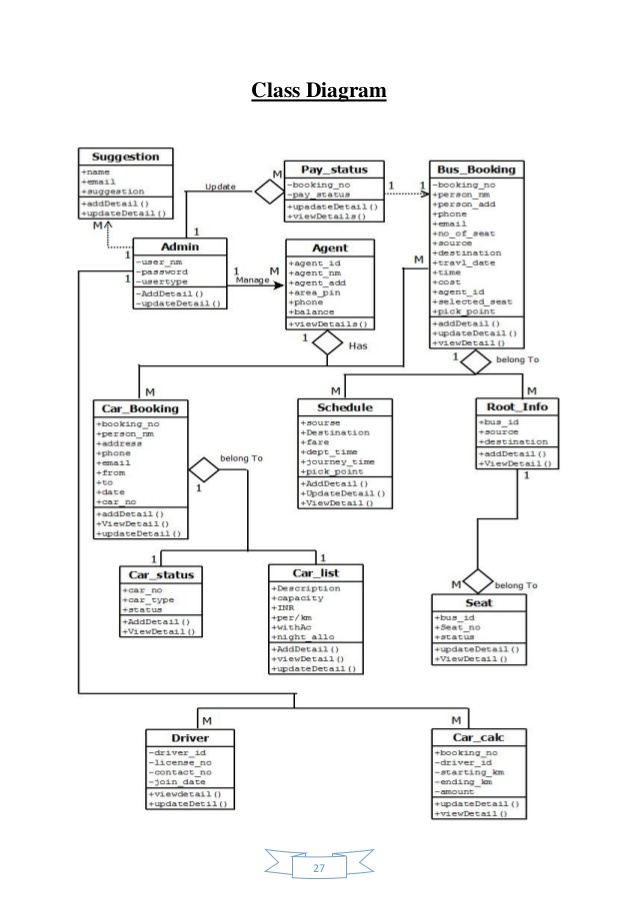 Class Diagram
Suggestion
+name
+email
+suggestion
+addDetail()
+updateDetail()
M
1
Update
M
Pay_status
-booking_no
-pay_status
+upadateDetail()
+viewDetails()
1
1
Bus_Booking
-booking_no
+person_nm
+person_add
+phone
+email
+no_of_seat
+source
+destination
+travl_date
+time
+cost
+agent_id
+selected_seat
+pick_point
+addDetail()
+updateDetail()
+viewDetail()
M
1
belong To
1
Admin
-user_nm
-password
-usertype
-AddDetail()
-updateDetail()
1
1
Manage
M
Agent
+agent_id
+agent_nm
+agent_add
+area_pin
+phone
+balance
+viewDetails()
1
Has
M
Car_Booking
+booking_no
+person_nm
+address
+phone
+email
+from
+to
+date
+car_no
+addDetail()
+ViewDetail()
+updateDetil()
belong To
1
M
Schedule
+sourse
+Destination
+fare
+dept_time
+journey_time
+pick_point
+AddDetail()
+UpdateDetil()
+ViewDetail()
M
Root_Info
+bus_id
+source
+destination
+addDetail()
+ViewDetail()
1
1
Car_status
+car_no
+car_type
+status
+AddDetail()
+ViewDetail()
1
Car_list
+Description
+capacity
+INR
+per/km
+withAc
+night_allo
+AddDetail()
+viewDetail()
+updateDetail()
M
belong To
Seat
+bus_id
+Seat_no
+status
+updateDetail()
+ViewDetail()
M
Driver
-driver_id
-license_no
-contact_no
-join_date
+viewdetail()
+updateDetil()
M
Car_calc
+booking_no
-driver_id
-starting_km
-ending_km
-amount
+updateDetail()
+viewDetail()
27